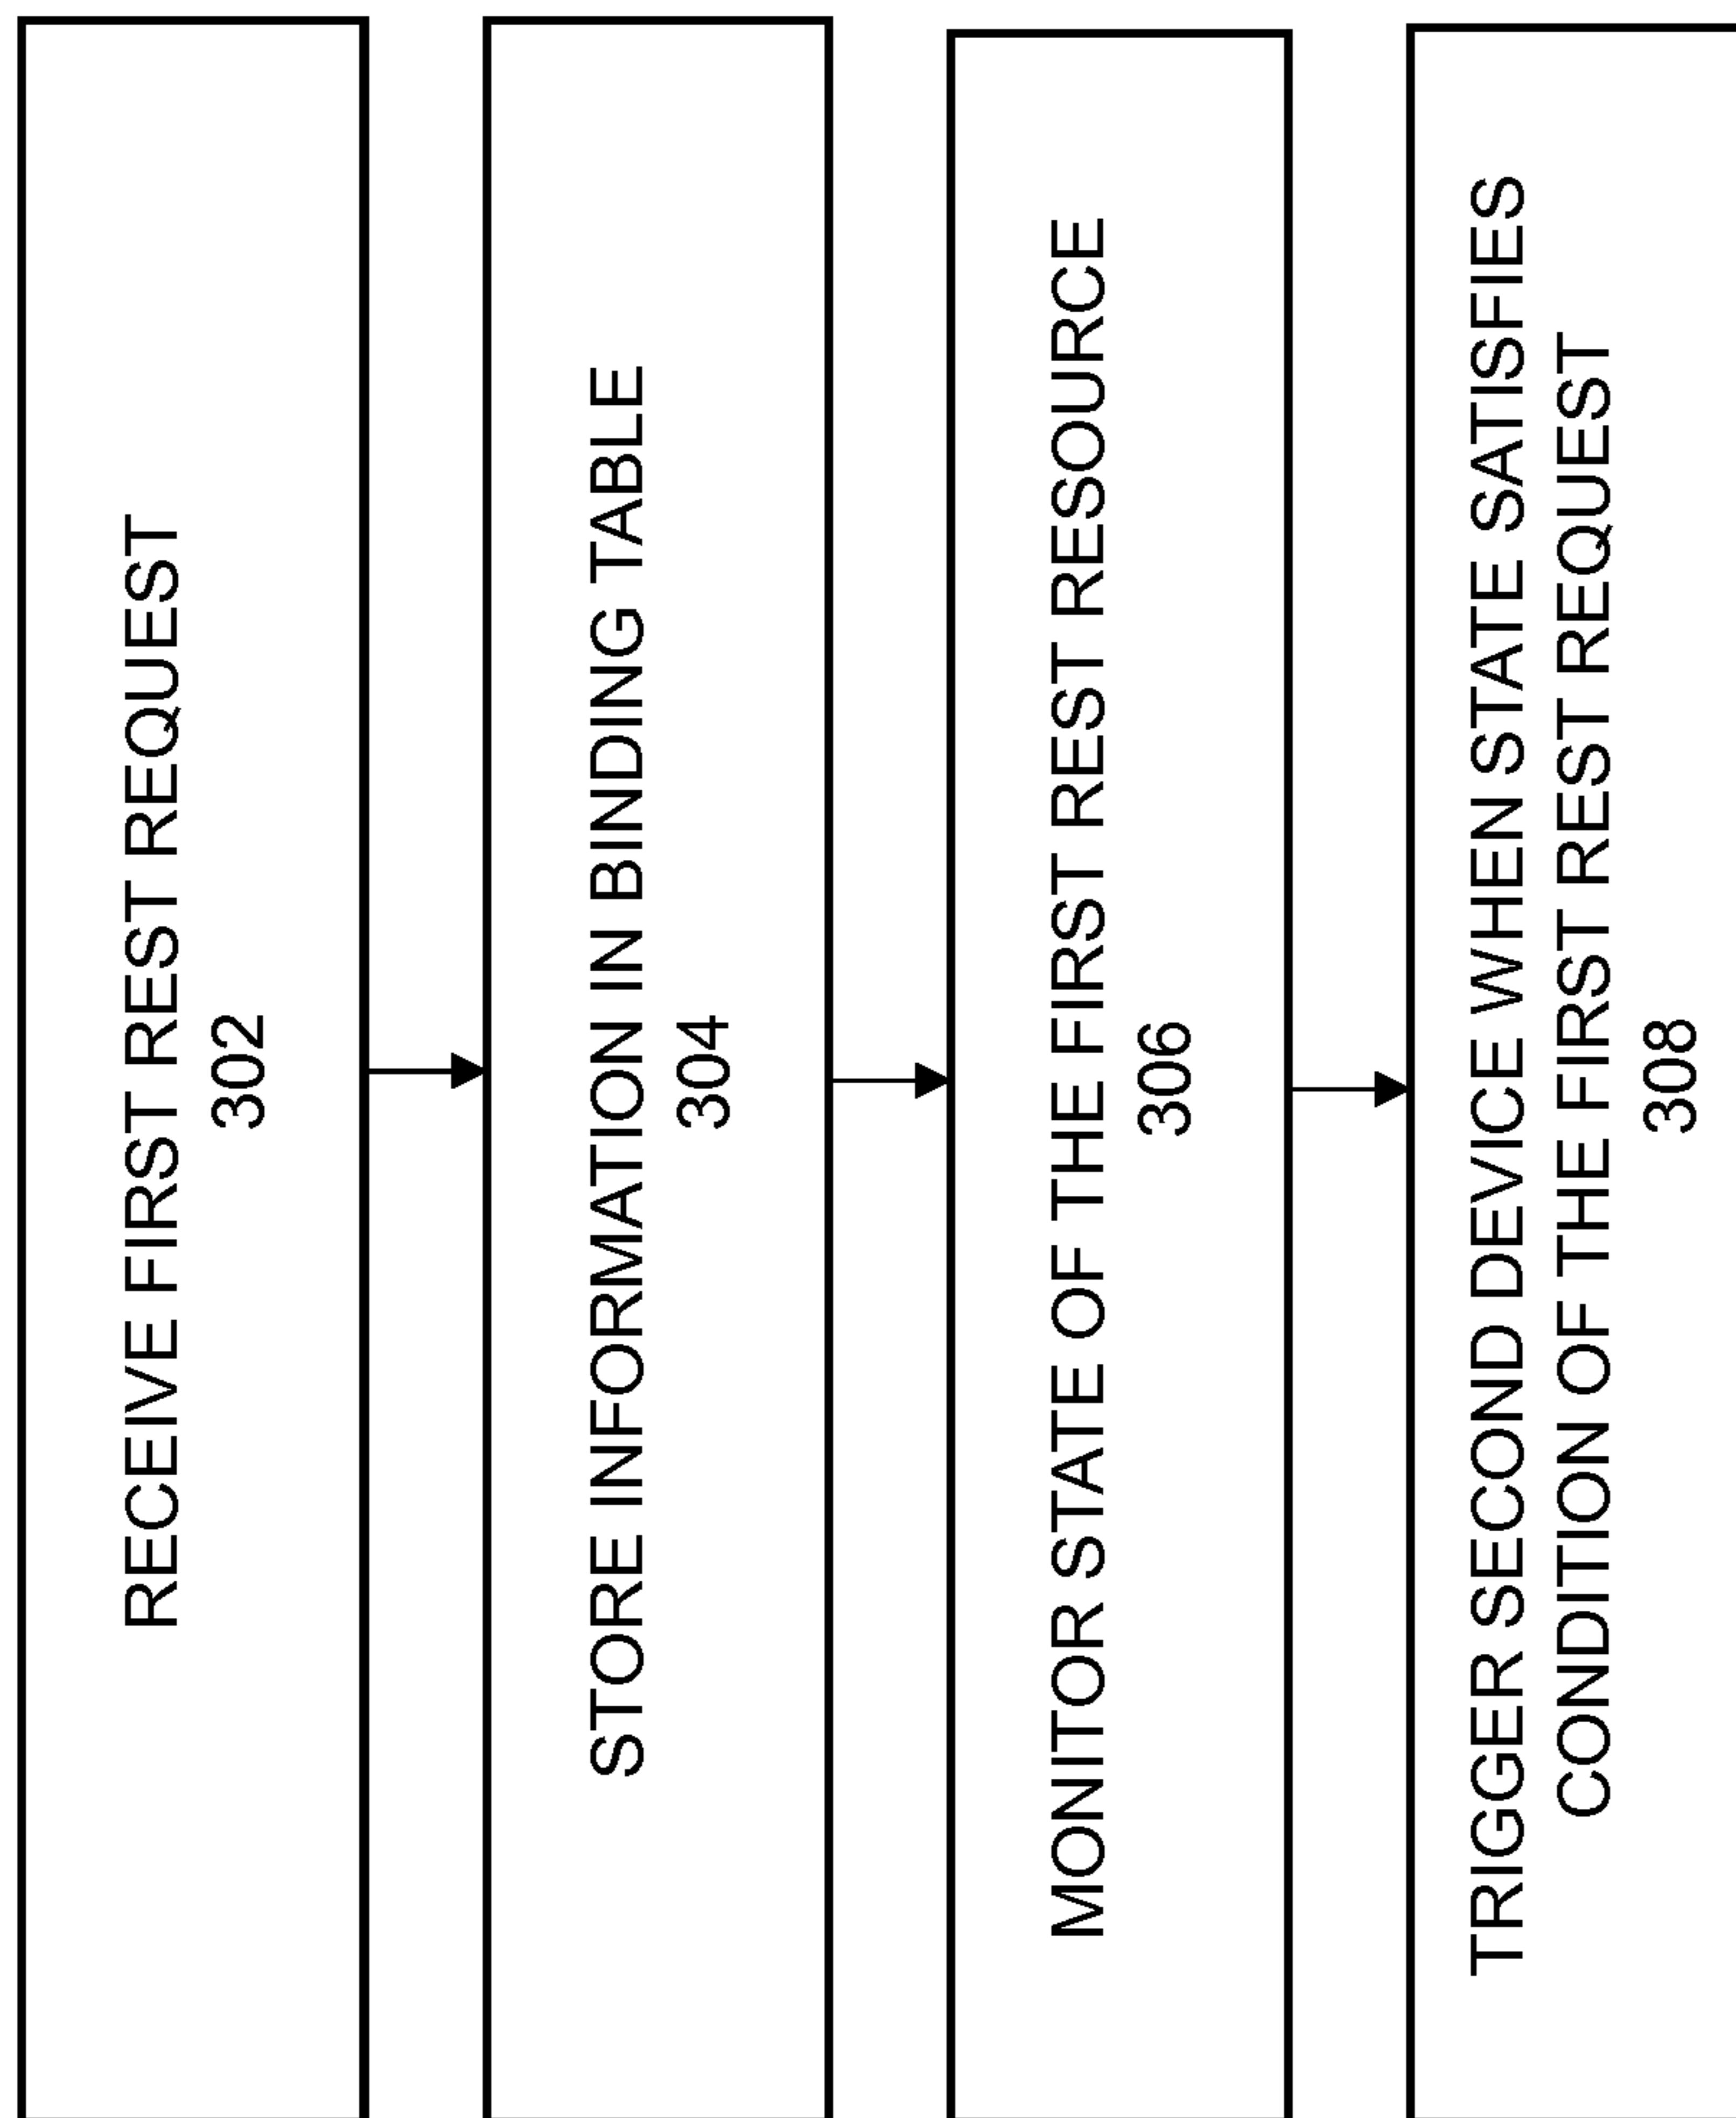 RECEIVE FIRST REST REQUEST
302
STORE INFORMATION IN BINDING TABLE
304
MONITOR STATE OF THE FIRST REST RESOURCE
306
TRIGGER SECOND DEVICE WHEN STATE SATISFIES
CONDITION OF THE FIRST REST REQUEST
308